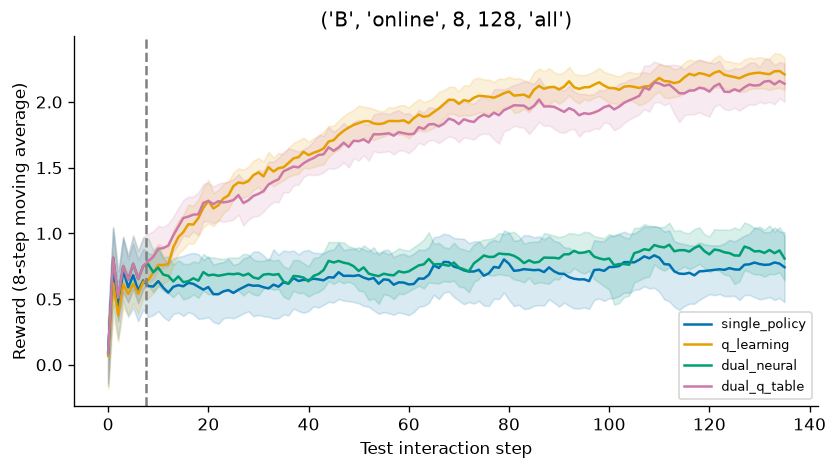 ('B', 'online', 8, 128, 'all')
Reward (8-step moving average)
2.0
1.5
1.0
0.5
0.0
0 20 40 60 80 100 120 140
Test interaction step
single_policy
q_learning
dual_neural
dual_q_table